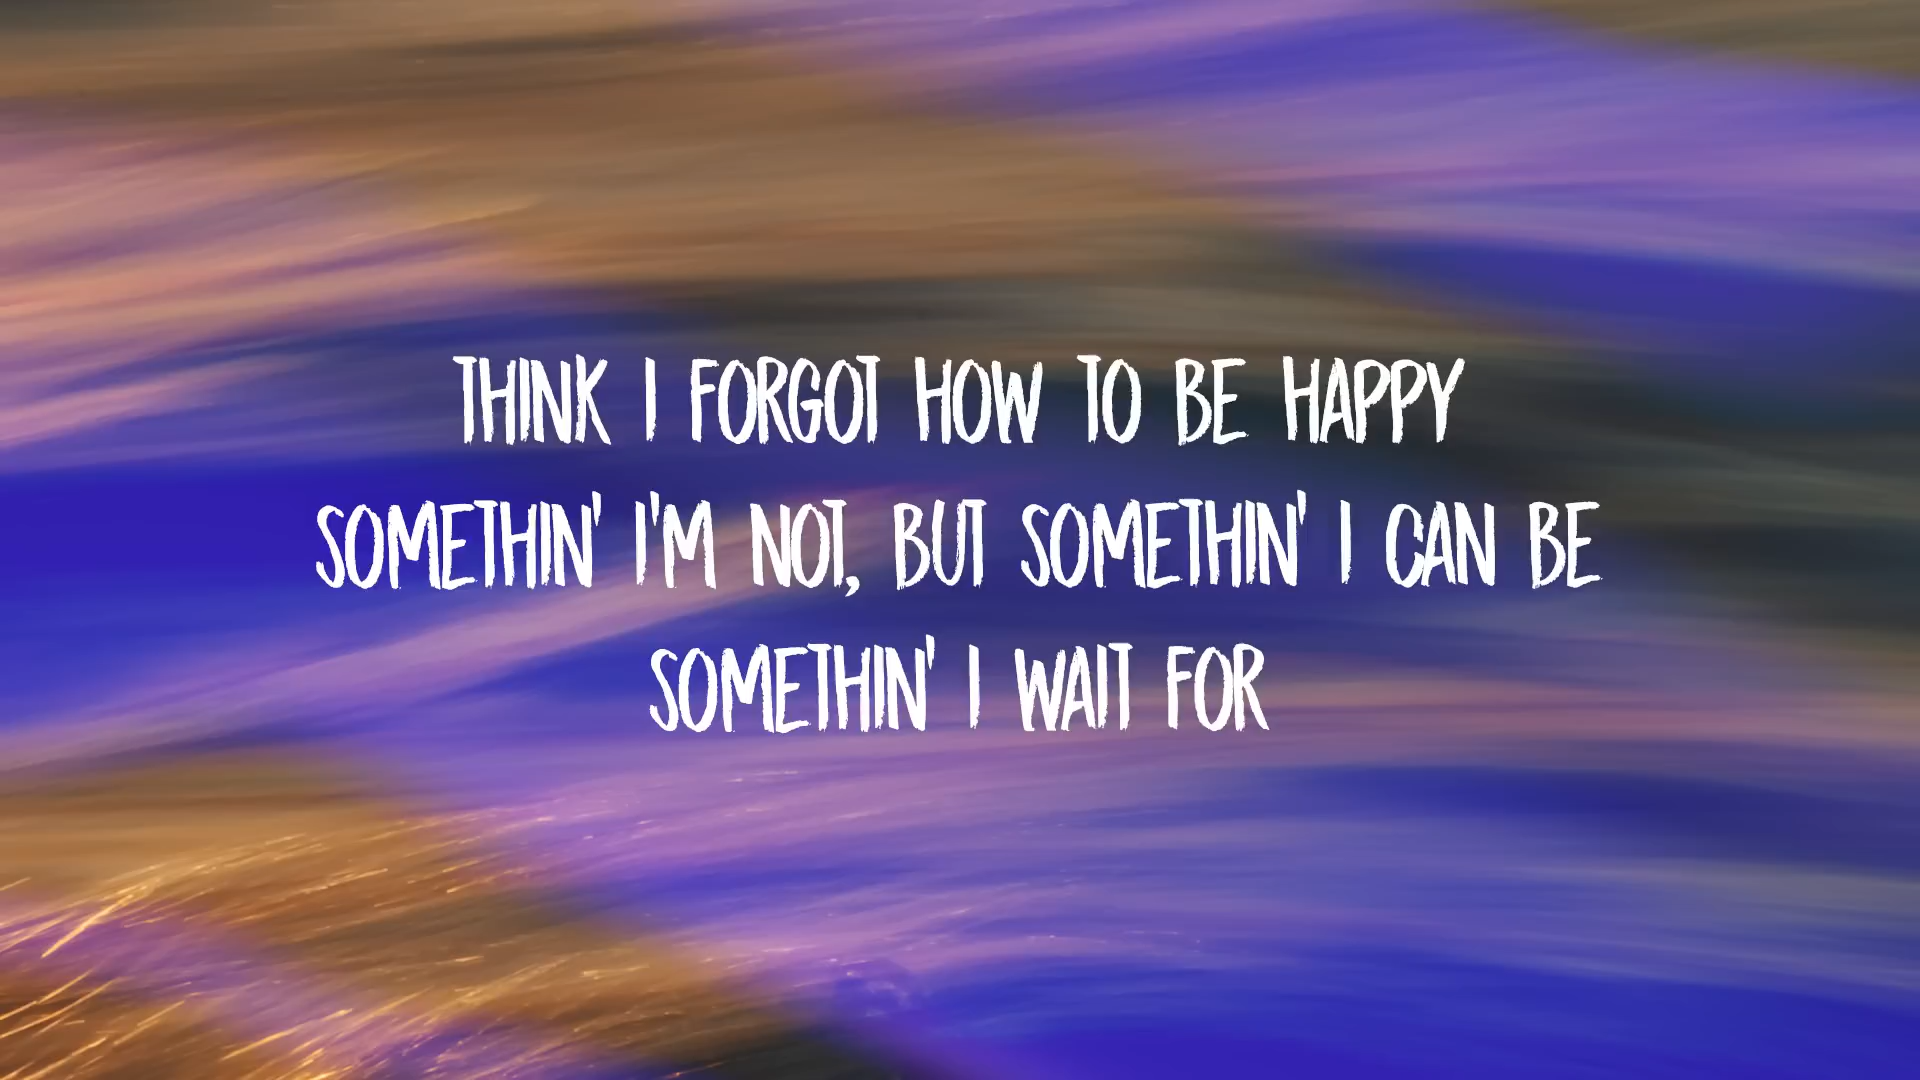 THINK I FORGOT HOW TO BE HAPPY
SOMETHIN' I'M NOT, BUT SOMETHIN' I CAN BE
SOMETHIN' I WAIT FOR